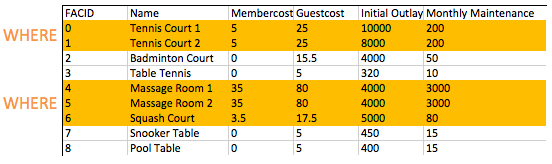 FACID Name Membercost Guestcost Initial Outlay Monthly Maintenance
WHERE 0 Tennis Court 1 5 25 10000 200
1 Tennis Court 2 5 25 8000 200
2 Badminton Court 0 15.5 4000 50
3 Table Tennis 0 5 320 10
4 Massage Room 1 35 80 4000 3000
WHERE 5 Massage Room 2 35 80 4000 3000
6 Squash Court 3.5 17.5 5000 80
7 Snooker Table 0 5 450 15
8 Pool Table 0 5 400 15